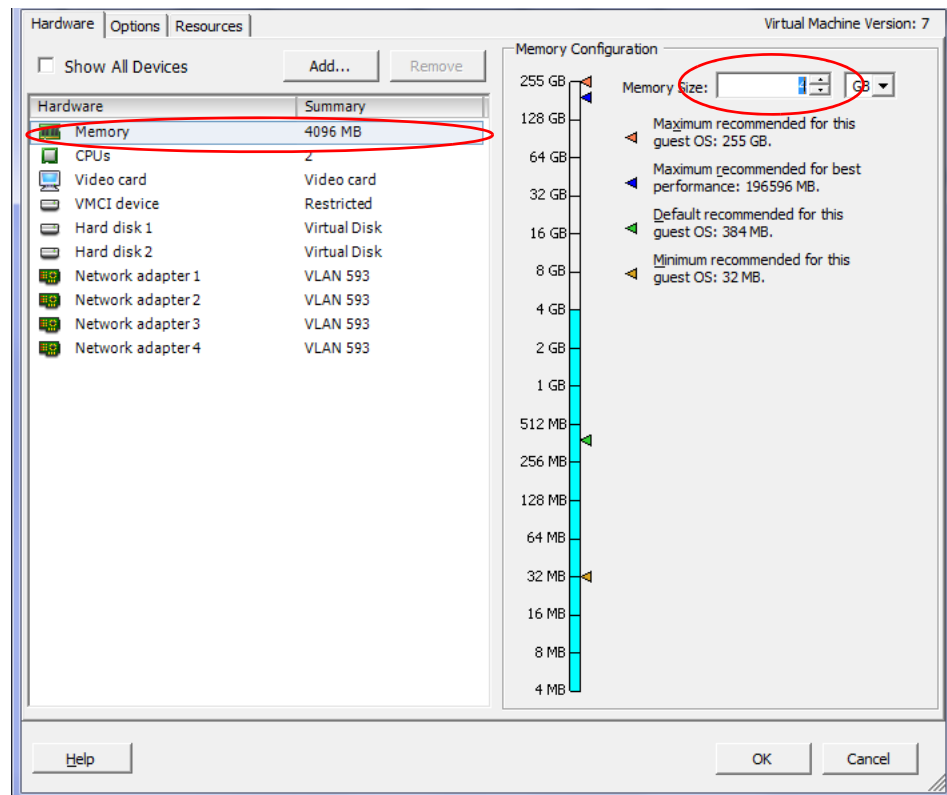 Hardware Options Resources Virtual Machine Version: 7
Show All Devices Add... Remove
Hardware Summary
Memory 4096 MB
CPUs 2
Video card Video card
VMCI device Restricted
Hard disk 1 Virtual Disk
Hard disk 2 Virtual Disk
Network adapter 1 VLAN 593
Network adapter 2 VLAN 593
Network adapter 3 VLAN 593
Network adapter 4 VLAN 593
Memory Configuration
255 GB
128 GB
64 GB
32 GB
16 GB
8 GB
4 GB
2 GB
1 GB
512 MB
256 MB
128 MB
64 MB
32 MB
16 MB
8 MB
4 MB
Memory Size: 4 GB
Maximum recommended for this
guest OS: 255 GB.
Maximum recommended for best
performance: 196596 MB.
Default recommended for this
guest OS: 384 MB.
Minimum recommended for this
guest OS: 32 MB.
Help OK Cancel